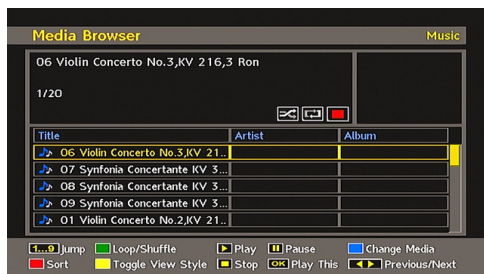 Media Browser Music
06 Violin Concerto No.3,KV 216,3 Ron
1/20
Title Artist Album
06 Violin Concerto No.3,KV 21..
07 Synfonia Concertante KV 3...
08 Synfonia Concertante KV 3...
09 Synfonia Concertante KV 3...
01 Violin Concerto No.2,KV 21..
1...9 Jump Loop/Shuffle Play Pause Change Media
Sort Toggle View Style Stop OK Play This Previous/Next